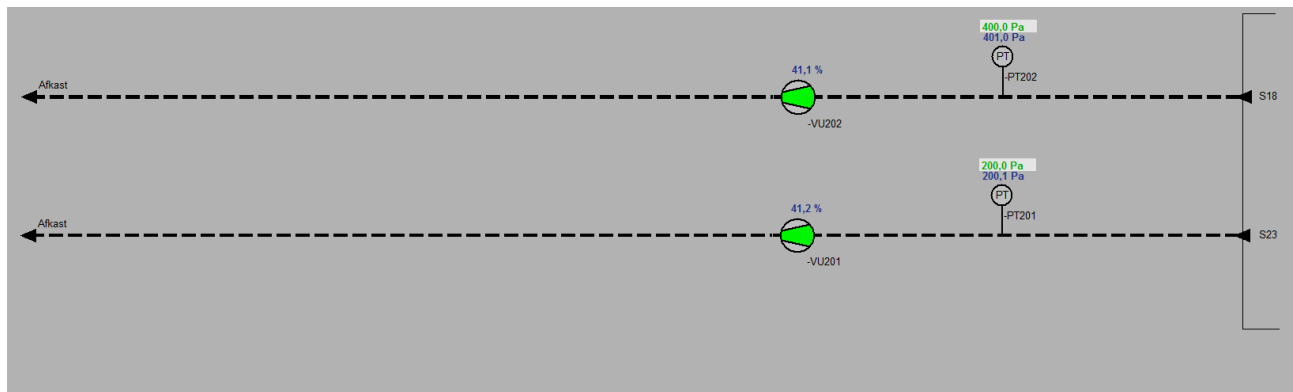 400,0 Pa
401,0 Pa
PT
-PT202
41,1 %
Afkast
S18
-VU202
200,0 Pa
200,1 Pa
PT
-PT201
41,2 %
Afkast
S23
-VU201